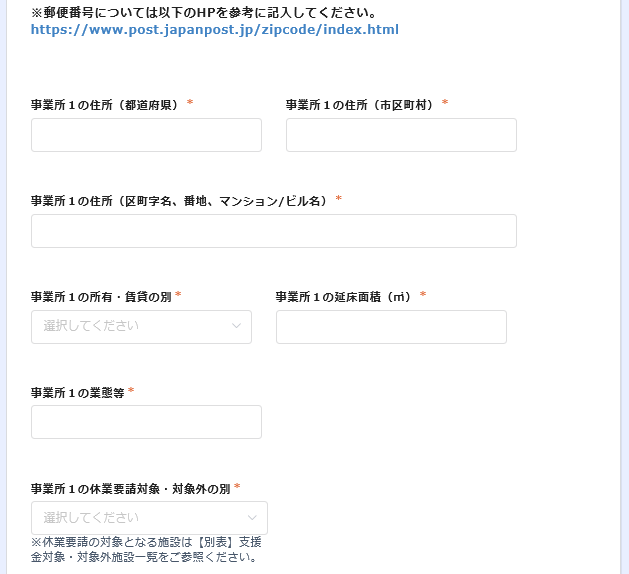 ※郵便番号については以下のHPを参考に記入してください。
https://www.post.japanpost.jp/zipcode/index.html
事業所１の住所（都道府県） *
事業所１の住所（市区町村） *
事業所１の住所（区町字名、番地、マンション/ビル名） *
事業所１の所有・賃貸の別 *
事業所１の延床面積（㎡） *
選択してください
事業所１の業態等 *
事業所１の休業要請対象・対象外の別 *
選択してください
※休業要請の対象となる施設は【別表】支援
金対象・対象外施設一覧をご参照ください。